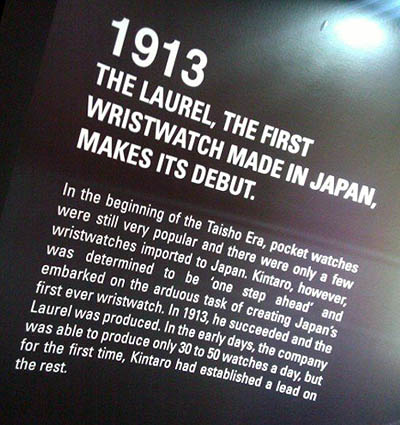 1913
THE LAUREL, THE FIRST
WRISTWATCH MADE IN JAPAN,
MAKES ITS DEBUT.
In the beginning of the Taisho Era, pocket watches
were still very popular and there were only a few
wristwatches imported to Japan. Kintaro, however,
was determined to be 'one step ahead' and
embarked on the arduous task of creating Japan's
first ever wristwatch. In 1913, he succeeded and the
Laurel was produced. In the early days, the company
was able to produce only 30 to 50 watches a day, but
for the first time, Kintaro had established a lead on
the rest.